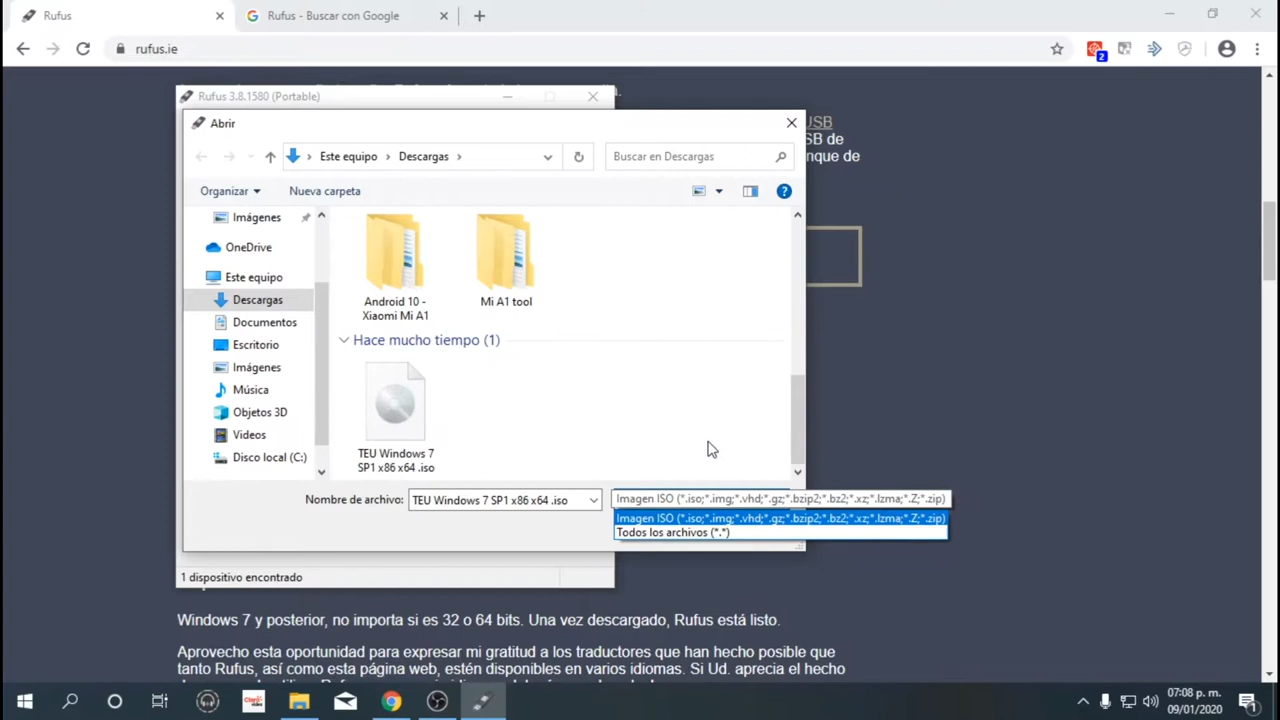 Rufus
Rufus - Buscar con Google
rufus.ie
2
Rufus 3.8.1580 (Portable)
USB
SB de
nque de
Abrir
Este equipo
Descargas
Buscar en Descargas
Organizar
Nueva carpeta
Imágenes
OneDrive
Este equipo
Descargas
Documentos
Escritorio
Imágenes
Música
Objetos 3D
Videos
Disco local (C:)
Android 10 -
Xiaomi Mi A1
Mi A1 tool
Hace mucho tiempo (1)
TEU Windows 7
SP1 x86 x64 .iso
Nombre de archivo:
TEU Windows 7 SP1 x86 x64 .iso
Imagen ISO (*.iso;*.img;*.vhd;*.gz;*.bzip2;*.bz2;*.xz;*.lzma;*.Z;*.zip)
Imagen ISO (*.iso;*.img;*.vhd;*.gz;*.bzip2;*.bz2;*.xz;*.lzma;*.Z;*.zip)
Todos los archivos (*.*)
1 dispositivo encontrado
Windows 7 y posterior, no importa si es 32 o 64 bits. Una vez descargado, Rufus está listo.
Aprovecho esta oportunidad para expresar mi gratitud a los traductores que han hecho posible que
tanto Rufus, así como esta página web, estén disponibles en varios idiomas. Si Ud. aprecia el hecho
Claro
video
07:08 p. m.
09/01/2020
1